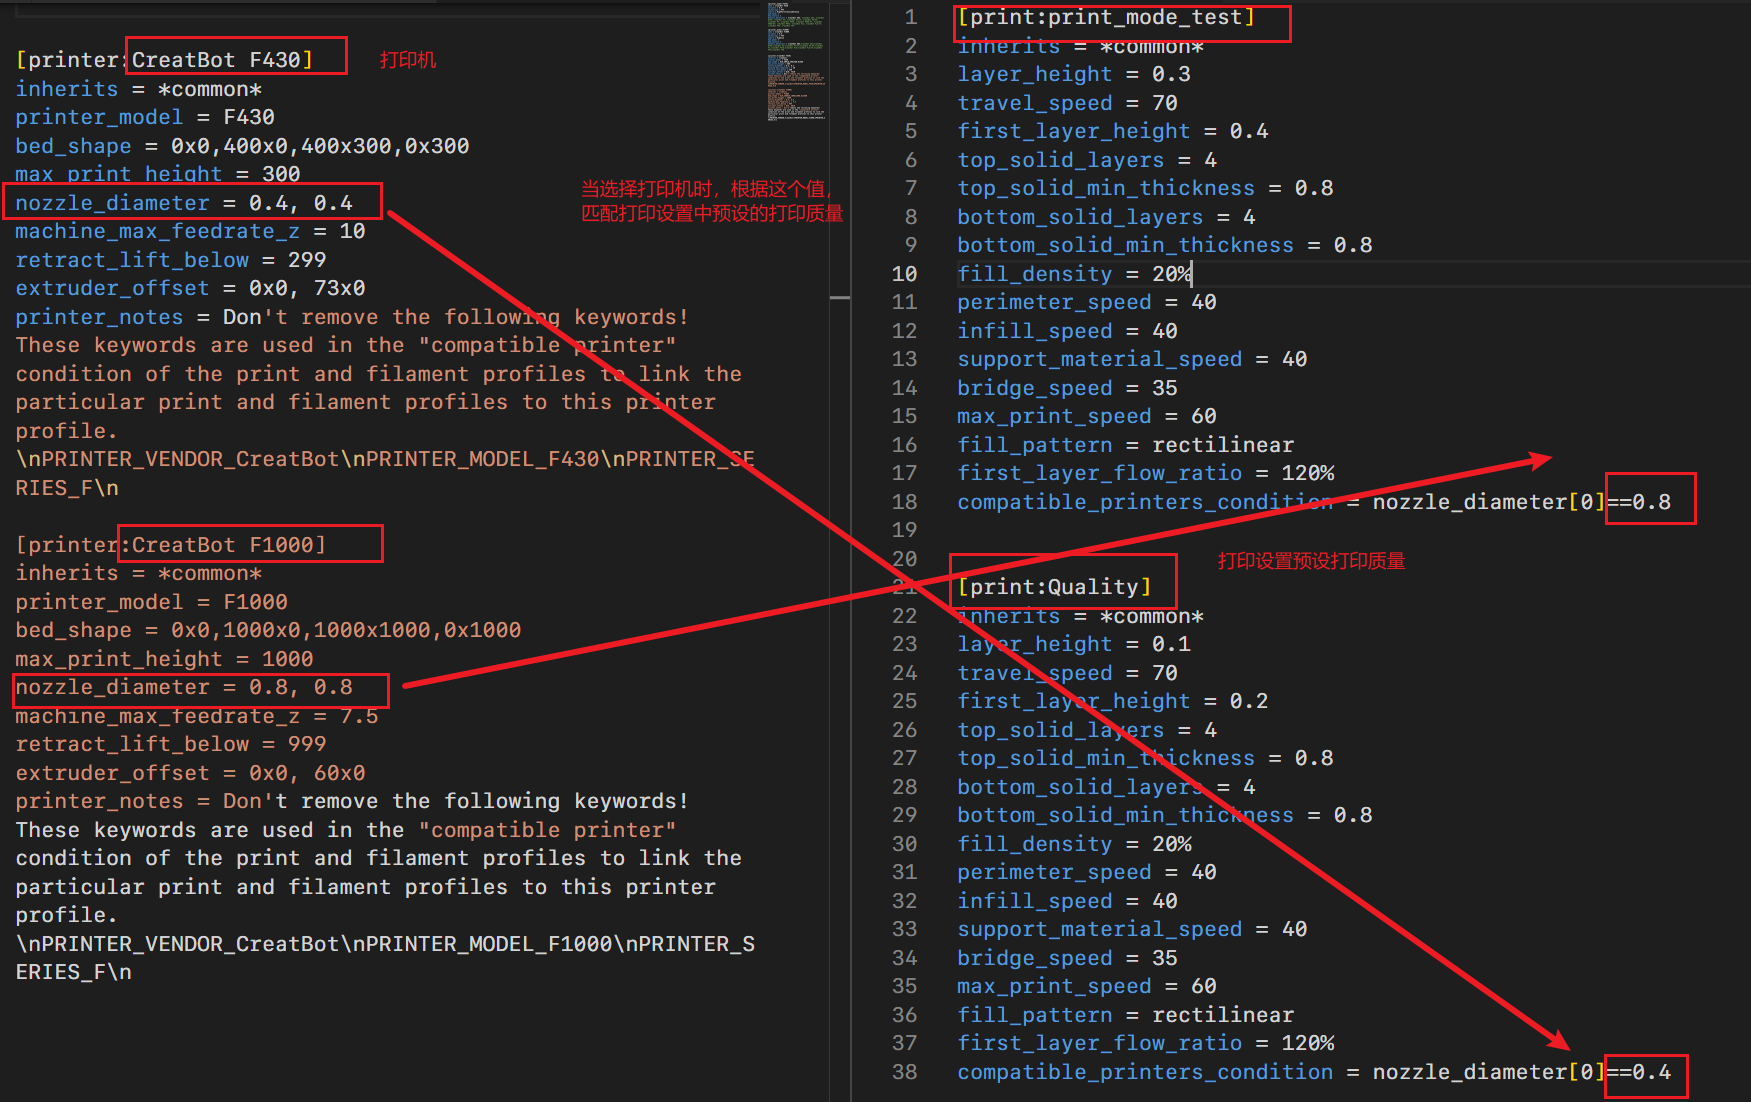 [printer:CreatBot F430]
打印机
inherits = *common*
printer_model = F430
bed_shape = 0x0,400x0,400x300,0x300
max_print_height = 300
nozzle_diameter = 0.4, 0.4
当选择打印机时，根据这个值，
匹配打印设置中预设的打印质量
machine_max_feedrate_z = 10
retract_lift_below = 299
extruder_offset = 0x0, 73x0
printer_notes = Don't remove the following keywords!
These keywords are used in the "compatible printer"
condition of the print and filament profiles to link the
particular print and filament profiles to this printer
profile.
\nPRINTER_VENDOR_CreatBot\nPRINTER_MODEL_F430\nPRINTER_SE
RIES_F\n
[printer:CreatBot F1000]
inherits = *common*
printer_model = F1000
bed_shape = 0x0,1000x0,1000x1000,0x1000
max_print_height = 1000
nozzle_diameter = 0.8, 0.8
machine_max_feedrate_z = 7.5
retract_lift_below = 999
extruder_offset = 0x0, 60x0
printer_notes = Don't remove the following keywords!
These keywords are used in the "compatible printer"
condition of the print and filament profiles to link the
particular print and filament profiles to this printer
profile.
\nPRINTER_VENDOR_CreatBot\nPRINTER_MODEL_F1000\nPRINTER_S
ERIES_F\n
1 [print:print_mode_test]
2 inherits = *common*
3 layer_height = 0.3
4 travel_speed = 70
5 first_layer_height = 0.4
6 top_solid_layers = 4
7 top_solid_min_thickness = 0.8
8 bottom_solid_layers = 4
9 bottom_solid_min_thickness = 0.8
10 fill_density = 20%
11 perimeter_speed = 40
12 infill_speed = 40
13 support_material_speed = 40
14 bridge_speed = 35
15 max_print_speed = 60
16 fill_pattern = rectilinear
17 first_layer_flow_ratio = 120%
18 compatible_printers_condition = nozzle_diameter[0]==0.8
19
20
打印设置预设打印质量
21 [print:Quality]
22 inherits = *common*
23 layer_height = 0.1
24 travel_speed = 70
25 first_layer_height = 0.2
26 top_solid_layers = 4
27 top_solid_min_thickness = 0.8
28 bottom_solid_layers = 4
29 bottom_solid_min_thickness = 0.8
30 fill_density = 20%
31 perimeter_speed = 40
32 infill_speed = 40
33 support_material_speed = 40
34 bridge_speed = 35
35 max_print_speed = 60
36 fill_pattern = rectilinear
37 first_layer_flow_ratio = 120%
38 compatible_printers_condition = nozzle_diameter[0]==0.4